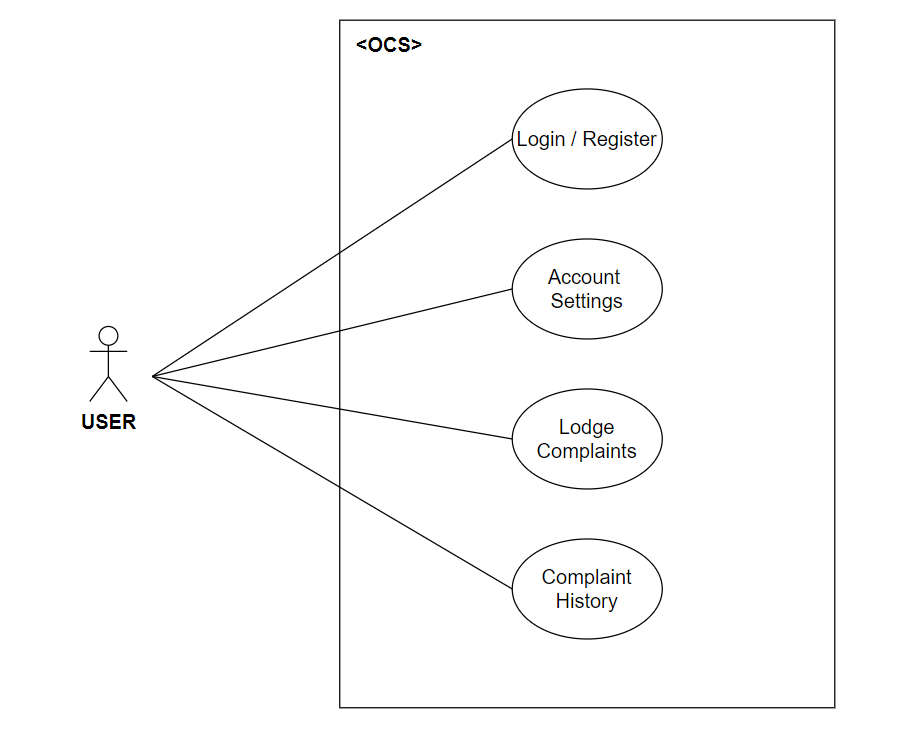 <OCS>
Login / Register
Account
Settings
USER
Lodge
Complaints
Complaint
History